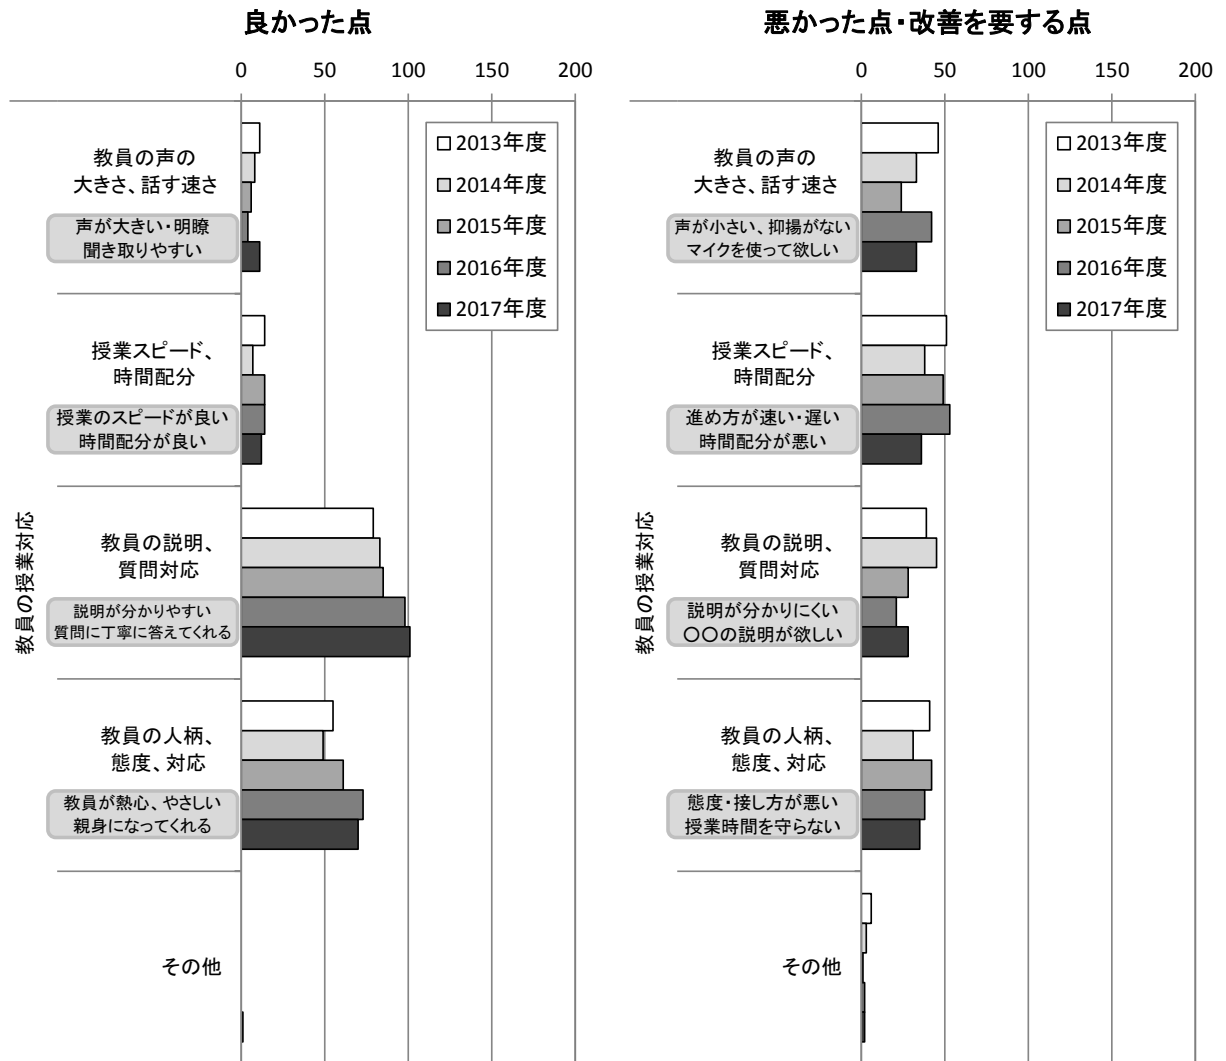 良かった点
0 50 100 150 200
2013年度
2014年度
2015年度
2016年度
2017年度
教員の授業対応
教員の声の
大きさ、話す速さ
声が大きい・明瞭
聞き取りやすい
授業スピード、
時間配分
授業のスピードが良い
時間配分が良い
教員の説明、
質問対応
説明が分かりやすい
質問に丁寧に答えてくれる
教員の人柄、
態度、対応
教員が熱心、やさしい
親身になってくれる
その他
悪かった点・改善を要する点
0 50 100 150 200
2013年度
2014年度
2015年度
2016年度
2017年度
教員の授業対応
教員の声の
大きさ、話す速さ
声が小さい、抑揚がない
マイクを使って欲しい
授業スピード、
時間配分
進め方が速い・遅い
時間配分が悪い
教員の説明、
質問対応
説明が分かりにくい
〇〇の説明が欲しい
教員の人柄、
態度、対応
態度・接し方が悪い
授業時間を守らない
その他